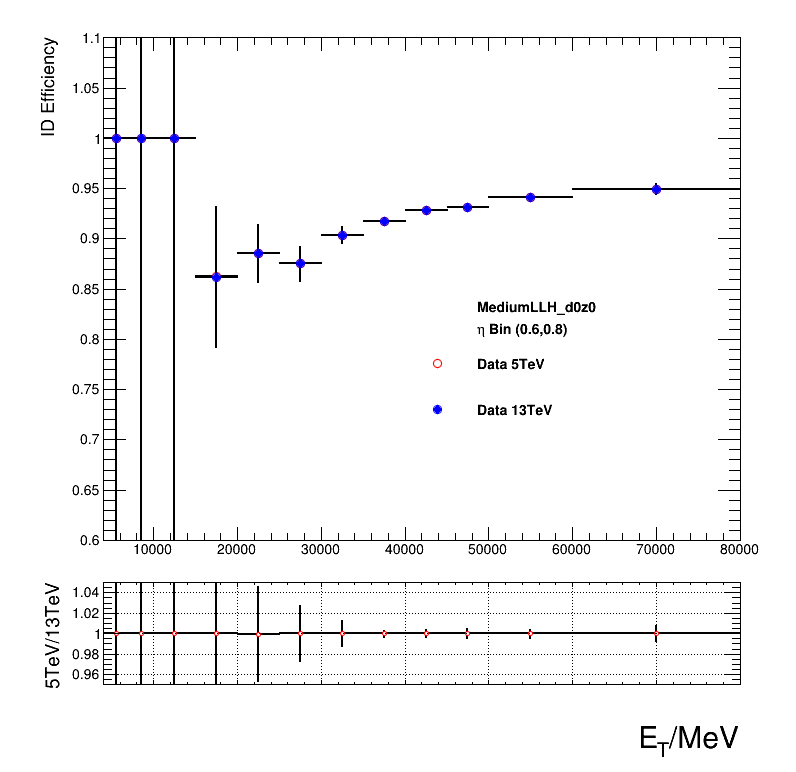 ID Efficiency
1.1
1.05
1
0.95
0.9
0.85
0.8
0.75
0.7
0.65
0.6
MediumLLH_d0z0
η Bin (0.6,0.8)
Data 5TeV
Data 13TeV
10000 20000 30000 40000 50000 60000 70000 80000
5TeV/13TeV
1.04
1.02
1
0.98
0.96
E_T/MeV